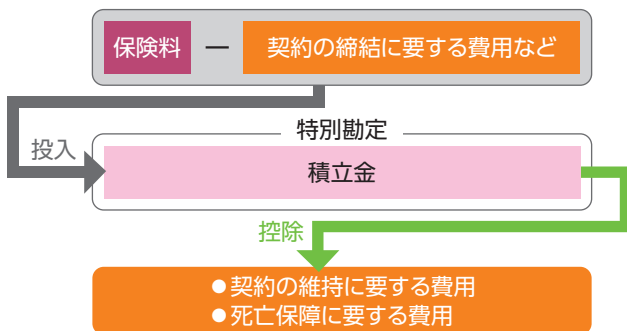 保険料 ー 契約の締結に要する費用など
特別勘定
投入
積立金
控除
●契約の維持に要する費用
●死亡保障に要する費用